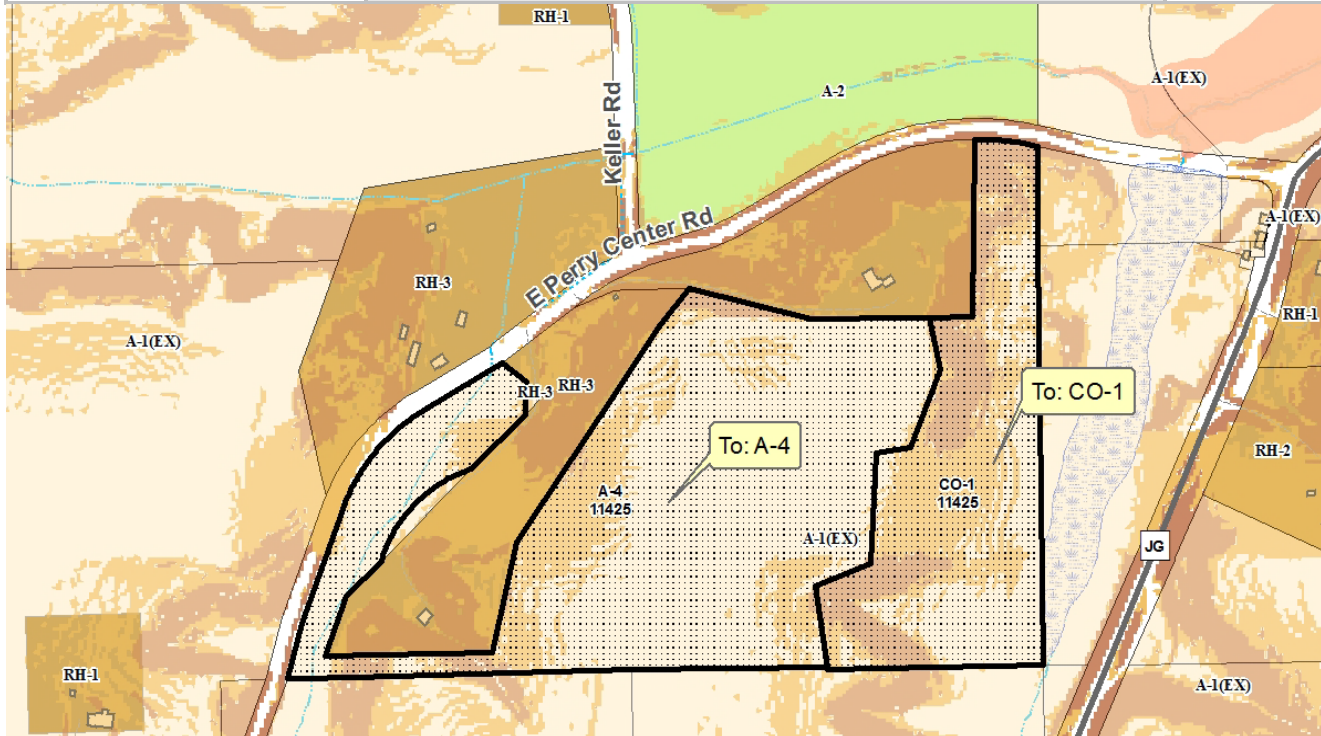 RH-1
A-1(EX)
A-2
Keller Rd
A-1(EX)
E Perry Center Rd
RH-3
RH-1
A-1(EX)
RH-3
RH-3
To: CO-1
To: A-4
RH-2
A-4
11425
CO-1
11425
A-1(EX)
JG
RH-1
A-1(EX)